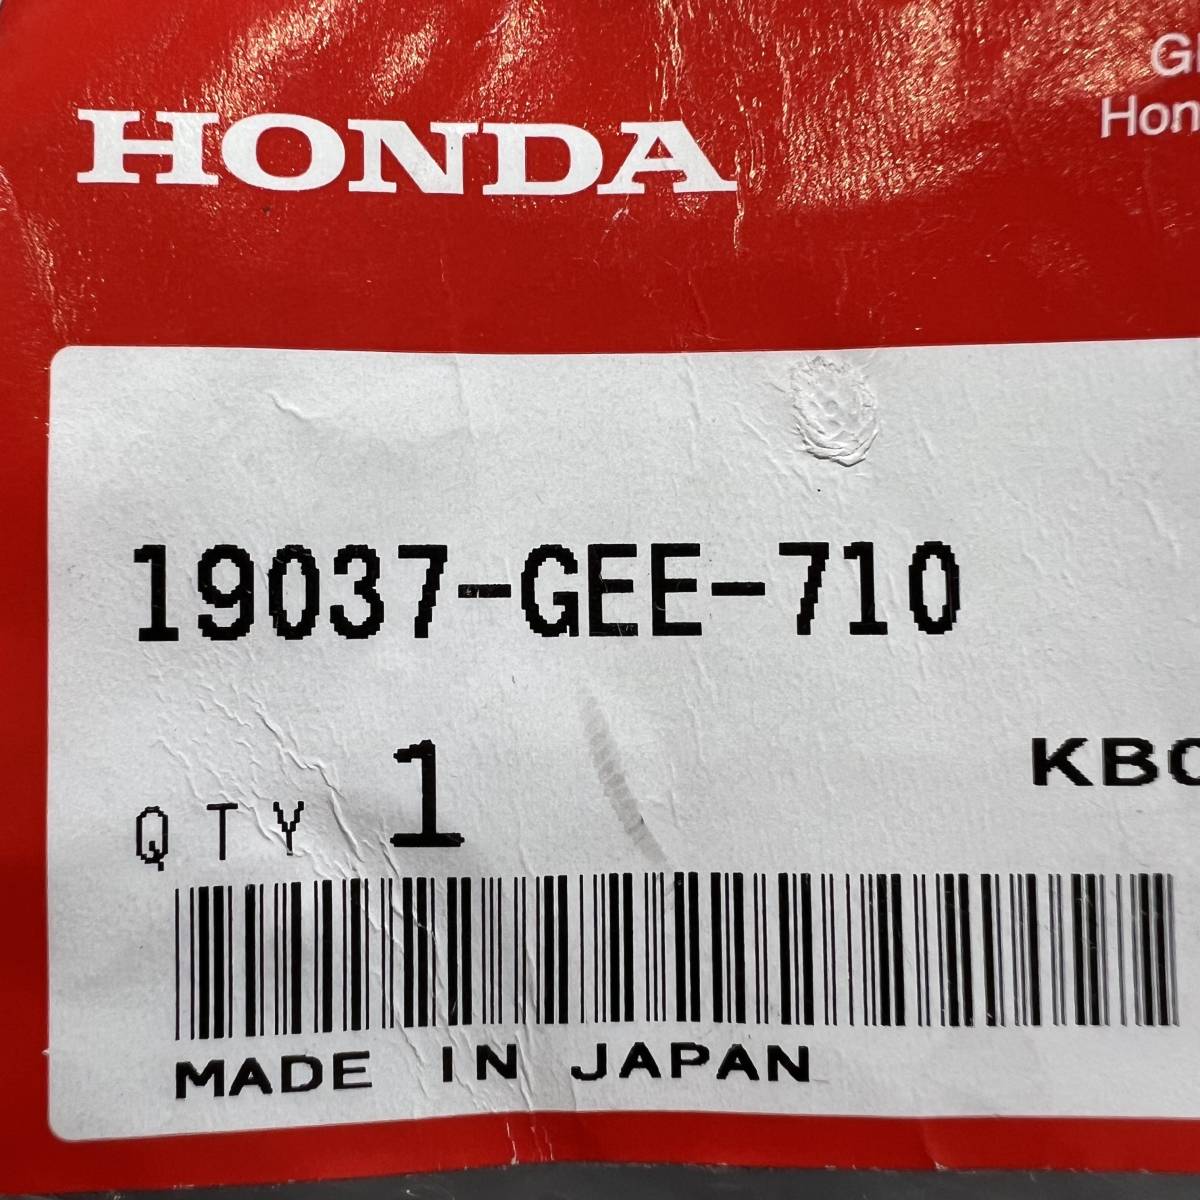 HONDA
19037-GEE-710
QTY 1
MADE IN JAPAN